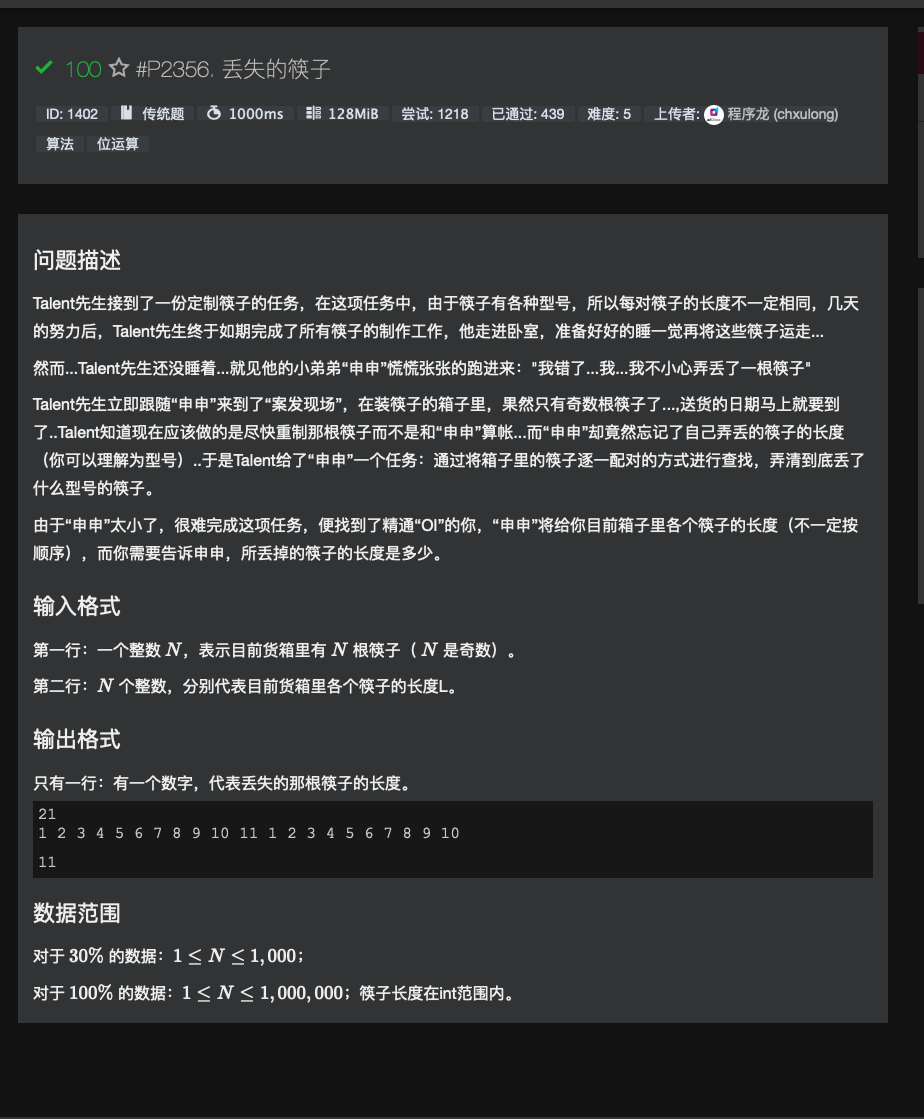 100 #P2356. 丢失的筷子
ID: 1402 传统题 1000ms 128MiB 尝试: 1218 已通过: 439 难度: 5 上传者: 程序龙 (chxulong)
算法 位运算
问题描述
Talent先生接到了一份定制筷子的任务，在这项任务中，由于筷子有各种型号，所以每对筷子的长度不一定相同，几天
的努力后，Talent先生终于如期完成了所有筷子的制作工作，他走进卧室，准备好好的睡一觉再将这些筷子运走...
然而...Talent先生还没睡着...就见他的小弟弟“申申”慌慌张张的跑进来："我错了...我...我不小心弄丢了一根筷子"
Talent先生立即跟随“申申”来到了“案发现场”，在装筷子的箱子里，果然只有奇数根筷子了...,送货的日期马上就要到
了..Talent知道现在应该做的是尽快重制那根筷子而不是和“申申”算帐...而“申申”却竟然忘记了自己弄丢的筷子的长度
（你可以理解为型号）..于是Talent给了“申申”一个任务：通过将箱子里的筷子逐一配对的方式进行查找，弄清到底丢了
什么型号的筷子。
由于“申申”太小了，很难完成这项任务，便找到了精通“OI”的你，“申申”将给你目前箱子里各个筷子的长度（不一定按
顺序），而你需要告诉申申，所丢掉的筷子的长度是多少。
输入格式
第一行：一个整数 N，表示目前货箱里有 N 根筷子（ N 是奇数）。
第二行：N 个整数，分别代表目前货箱里各个筷子的长度L。
输出格式
只有一行：有一个数字，代表丢失的那根筷子的长度。
21
1 2 3 4 5 6 7 8 9 10 11 1 2 3 4 5 6 7 8 9 10
11
数据范围
对于 30% 的数据：1 ≤ N ≤ 1,000；
对于 100% 的数据：1 ≤ N ≤ 1,000,000；筷子长度在int范围内。